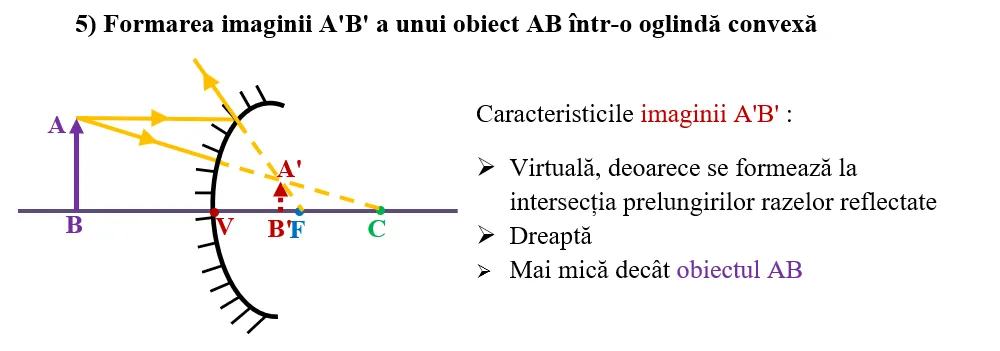 5) Formarea imaginii A'B' a unui obiect AB într-o oglindă convexă
A
B
V
A'
B'
F
C
Caracteristicile imaginii A'B' :
➢ Virtuală, deoarece se formează la
intersecția prelungirilor razelor reflectate
➢ Dreaptă
➢ Mai mică decât obiectul AB